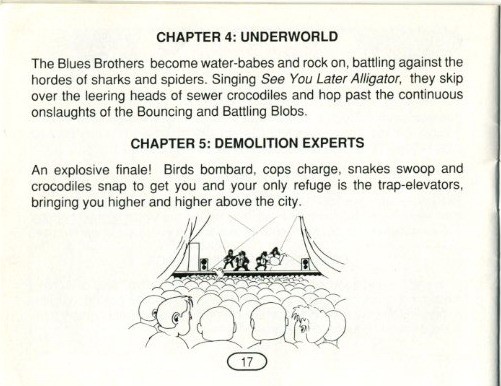 CHAPTER 4: UNDERWORLD
The Blues Brothers become water-babes and rock on, battling against the
hordes of sharks and spiders. Singing See You Later Alligator, they skip
over the leering heads of sewer crocodiles and hop past the continuous
onslaughts of the Bouncing and Battling Blobs.
CHAPTER 5: DEMOLITION EXPERTS
An explosive finale! Birds bombard, cops charge, snakes swoop and
crocodiles snap to get you and your only refuge is the trap-elevators,
bringing you higher and higher above the city.
17